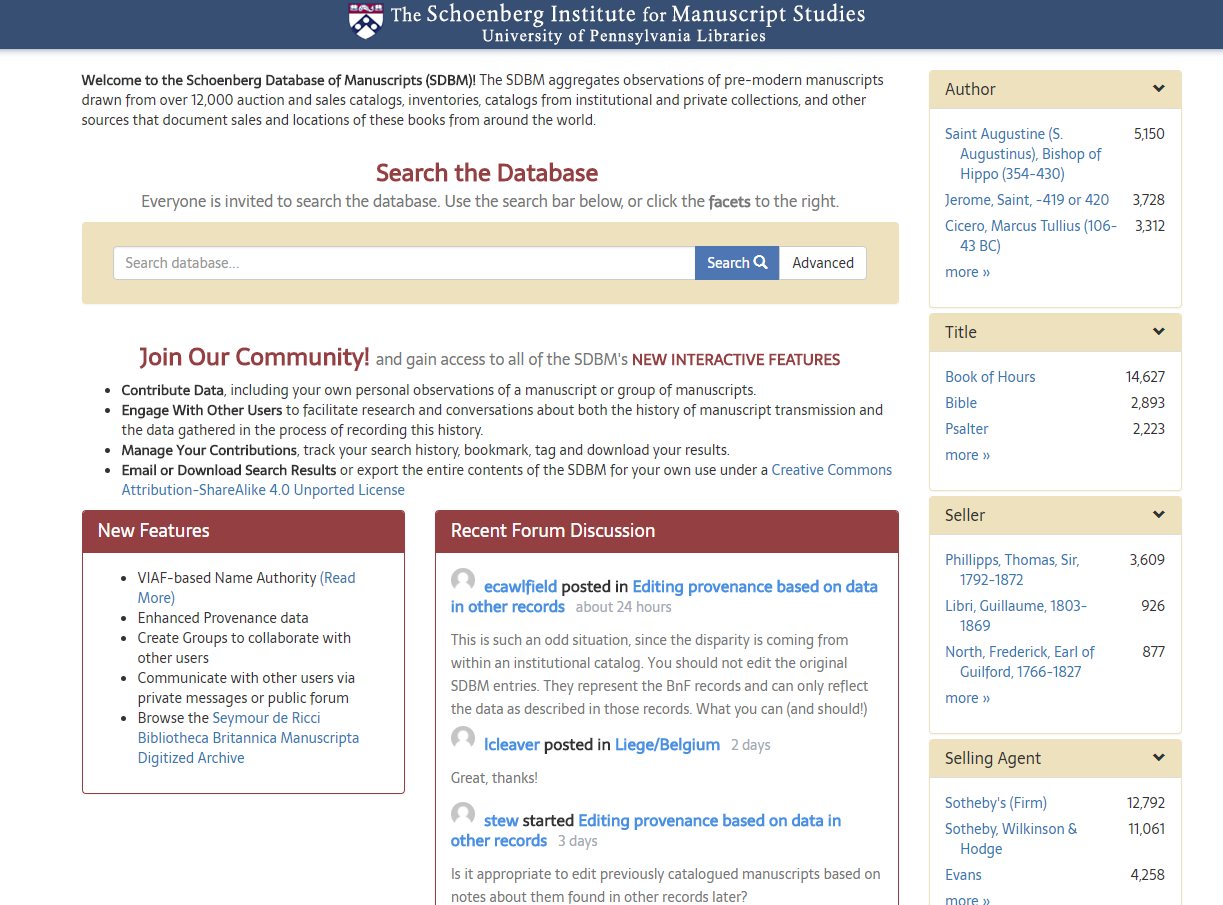 The Schoenberg Institute for Manuscript Studies
University of Pennsylvania Libraries
Welcome to the Schoenberg Database of Manuscripts (SDBM)! The SDBM aggregates observations of pre-modern manuscripts
drawn from over 12,000 auction and sales catalogs, inventories, catalogs from institutional and private collections, and other
sources that document sales and locations of these books from around the world.
Search the Database
Everyone is invited to search the database. Use the search bar below, or click the facets to the right.
Search database...
Search
Advanced
Join Our Community! and gain access to all of the SDBM's NEW INTERACTIVE FEATURES
• Contribute Data, including your own personal observations of a manuscript or group of manuscripts.
• Engage With Other Users to facilitate research and conversations about both the history of manuscript transmission and
the data gathered in the process of recording this history.
• Manage Your Contributions, track your search history, bookmark, tag and download your results.
• Email or Download Search Results or export the entire contents of the SDBM for your own use under a Creative Commons
Attribution-ShareAlike 4.0 Unported License
New Features
• VIAF-based Name Authority (Read
More)
• Enhanced Provenance data
• Create Groups to collaborate with
other users
• Communicate with other users via
private messages or public forum
• Browse the Seymour de Ricci
Bibliotheca Britannica Manuscripta
Digitized Archive
Recent Forum Discussion
ecawlfield posted in Editing provenance based on data
in other records about 24 hours
This is such an odd situation, since the disparity is coming from
within an institutional catalog. You should not edit the original
SDBM entries. They represent the BnF records and can only reflect
the data as described in those records. What you can (and should!)
lcleaver posted in Liege/Belgium 2 days
Great, thanks!
stew started Editing provenance based on data in
other records 3 days
Is it appropriate to edit previously catalogued manuscripts based on
notes about them found in other records later?
Author
Saint Augustine (S. 5,150
Augustinus), Bishop of
Hippo (354-430)
Jerome, Saint, -419 or 420 3,728
Cicero, Marcus Tullius (106- 3,312
43 BC)
more »
Title
Book of Hours 14,627
Bible 2,893
Psalter 2,223
more »
Seller
Phillipps, Thomas, Sir, 3,609
1792-1872
Libri, Guillaume, 1803- 926
1869
North, Frederick, Earl of 877
Guilford, 1766-1827
more »
Selling Agent
Sotheby's (Firm) 12,792
Sotheby, Wilkinson & 11,061
Hodge
Evans 4,258
more »